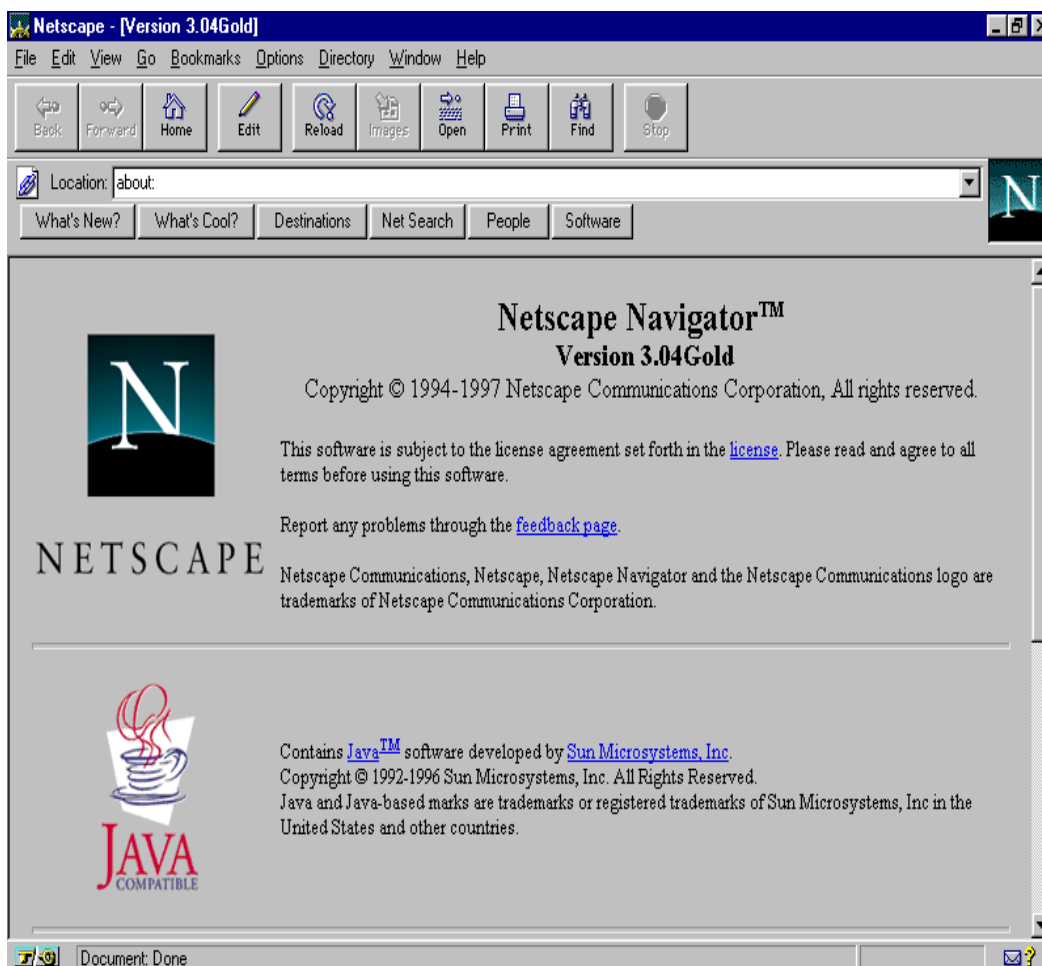 Netscape - [Version 3.04Gold]
File Edit View Go Bookmarks Options Directory Window Help
Back Forward Home Edit Reload Images Open Print Find Stop
Location: about:
N
What's New? What's Cool? Destinations Net Search People Software
Netscape Navigator™
Version 3.04Gold
Copyright © 1994-1997 Netscape Communications Corporation, All rights reserved.
N
NETSCAPE
This software is subject to the license agreement set forth in the license. Please read and agree to all
terms before using this software.
Report any problems through the feedback page.
Netscape Communications, Netscape, Netscape Navigator and the Netscape Communications logo are
trademarks of Netscape Communications Corporation.
JAVA
COMPATIBLE
Contains Java™ software developed by Sun Microsystems, Inc.
Copyright © 1992-1996 Sun Microsystems, Inc. All Rights Reserved.
Java and Java-based marks are trademarks or registered trademarks of Sun Microsystems, Inc in the
United States and other countries.
Document: Done
?